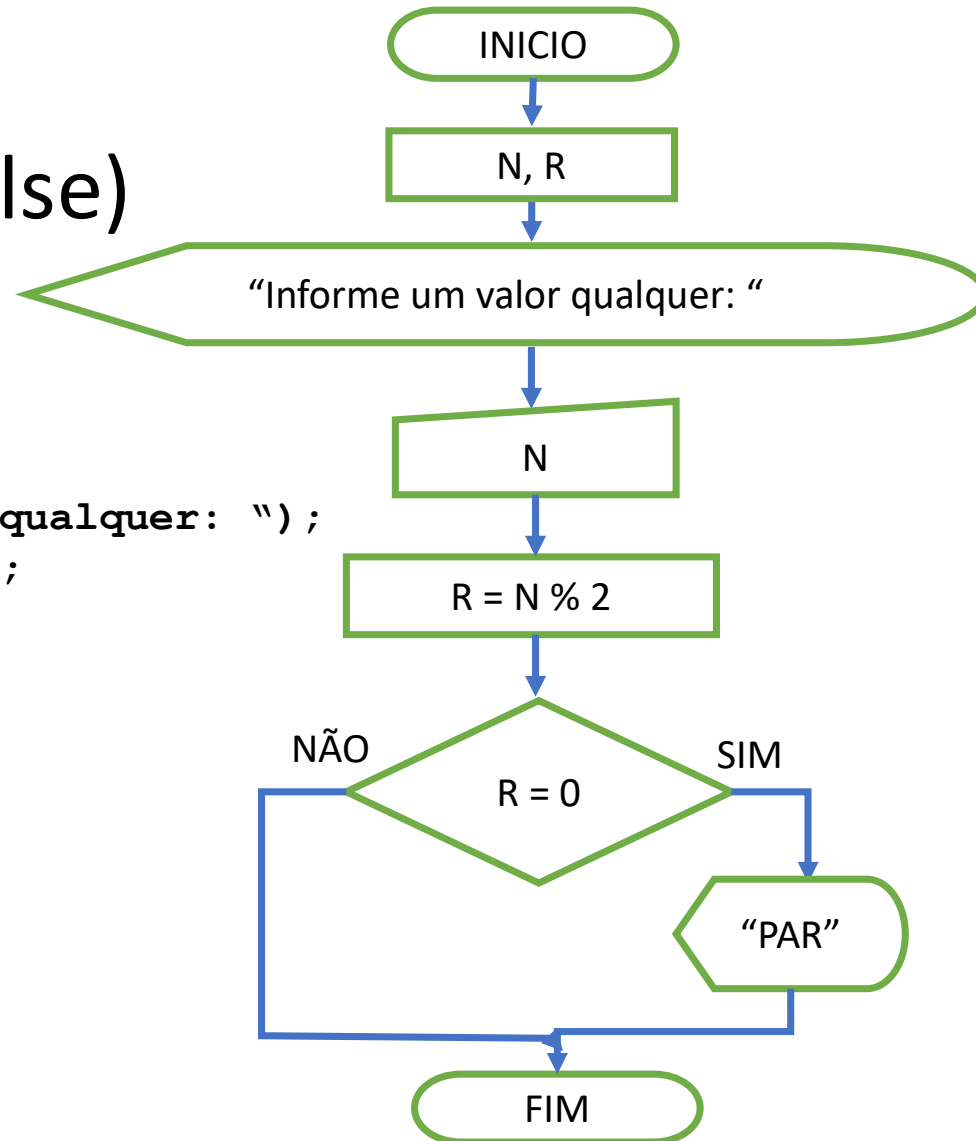 INICIO
N, R
lse)
“Informe um valor qualquer: “
N
qualquer: “);
;
R = N % 2
NÃO
SIM
R = 0
“PAR”
FIM